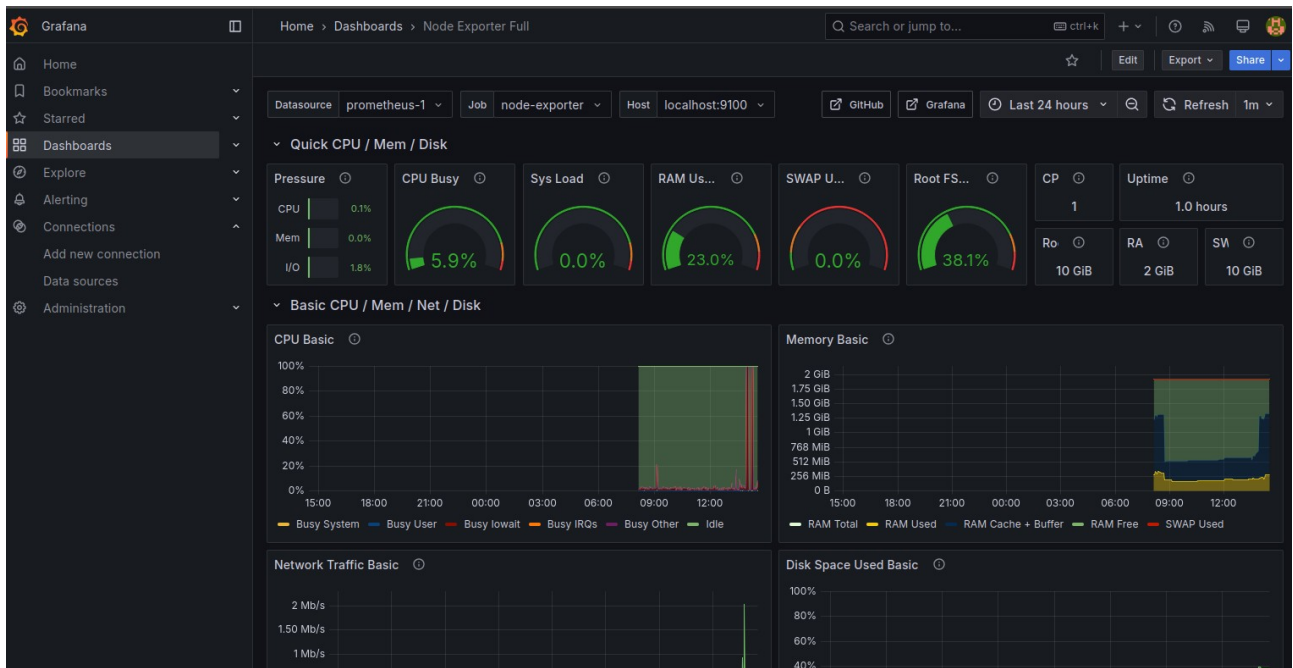 Grafana
Home › Dashboards › Node Exporter Full
Search or jump to...
ctrl+k
Home
Bookmarks
Starred
Dashboards
Explore
Alerting
Connections
Add new connection
Data sources
Administration
Edit
Export
Share
Datasource
prometheus-1
Job
node-exporter
Host
localhost:9100
GitHub
Grafana
Last 24 hours
Refresh
1m
Quick CPU / Mem / Disk
Pressure
CPU
0.1%
Mem
0.0%
I/O
1.8%
CPU Busy
5.9%
Sys Load
0.0%
RAM Us...
23.0%
SWAP U...
0.0%
Root FS...
38.1%
CP
1
Uptime
1.0 hours
Ro
10 GiB
RA
2 GiB
SW
10 GiB
Basic CPU / Mem / Net / Disk
CPU Basic
100%
80%
60%
40%
20%
0%
15:00 18:00 21:00 00:00 03:00 06:00 09:00 12:00
Busy System Busy User Busy Iowait Busy IRQs Busy Other Idle
Memory Basic
2 GiB
1.75 GiB
1.50 GiB
1.25 GiB
1 GiB
768 MiB
512 MiB
256 MiB
0 B
15:00 18:00 21:00 00:00 03:00 06:00 09:00 12:00
RAM Total RAM Used RAM Cache + Buffer RAM Free SWAP Used
Network Traffic Basic
2 Mb/s
1.50 Mb/s
1 Mb/s
Disk Space Used Basic
100%
80%
60%
40%